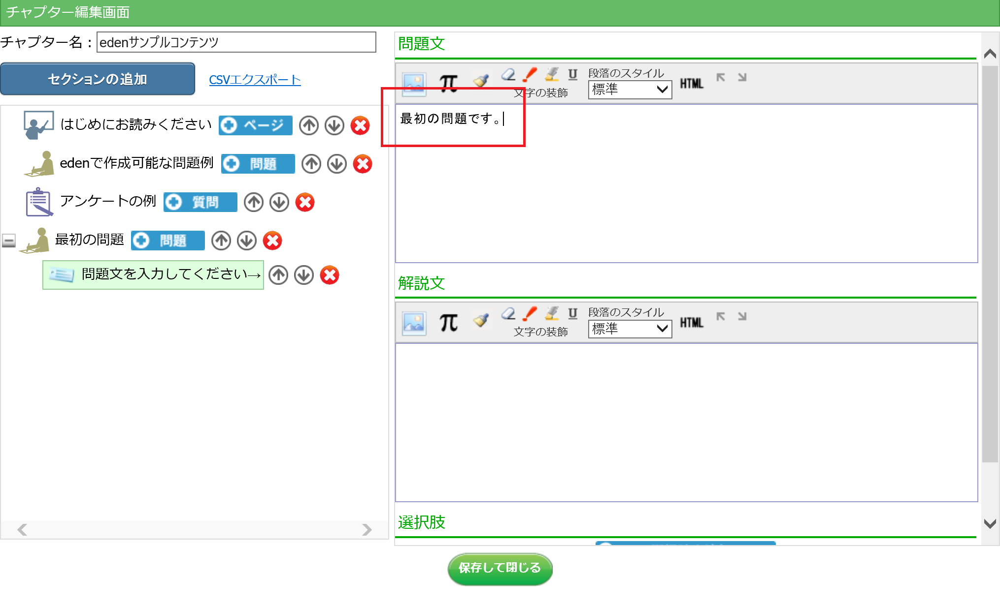 チャプター編集画面
チャプター名：edenサンプルコンテンツ
セクションの追加 CSVエクスポート
はじめにお読みください ページ
edenで作成可能な問題例 問題
アンケートの例 質問
最初の問題 問題
問題文を入力してください→
問題文
π U 文字の装飾 段落のスタイル 標準 HTML
最初の問題です。
解説文
π U 文字の装飾 段落のスタイル 標準 HTML
選択肢
保存して閉じる